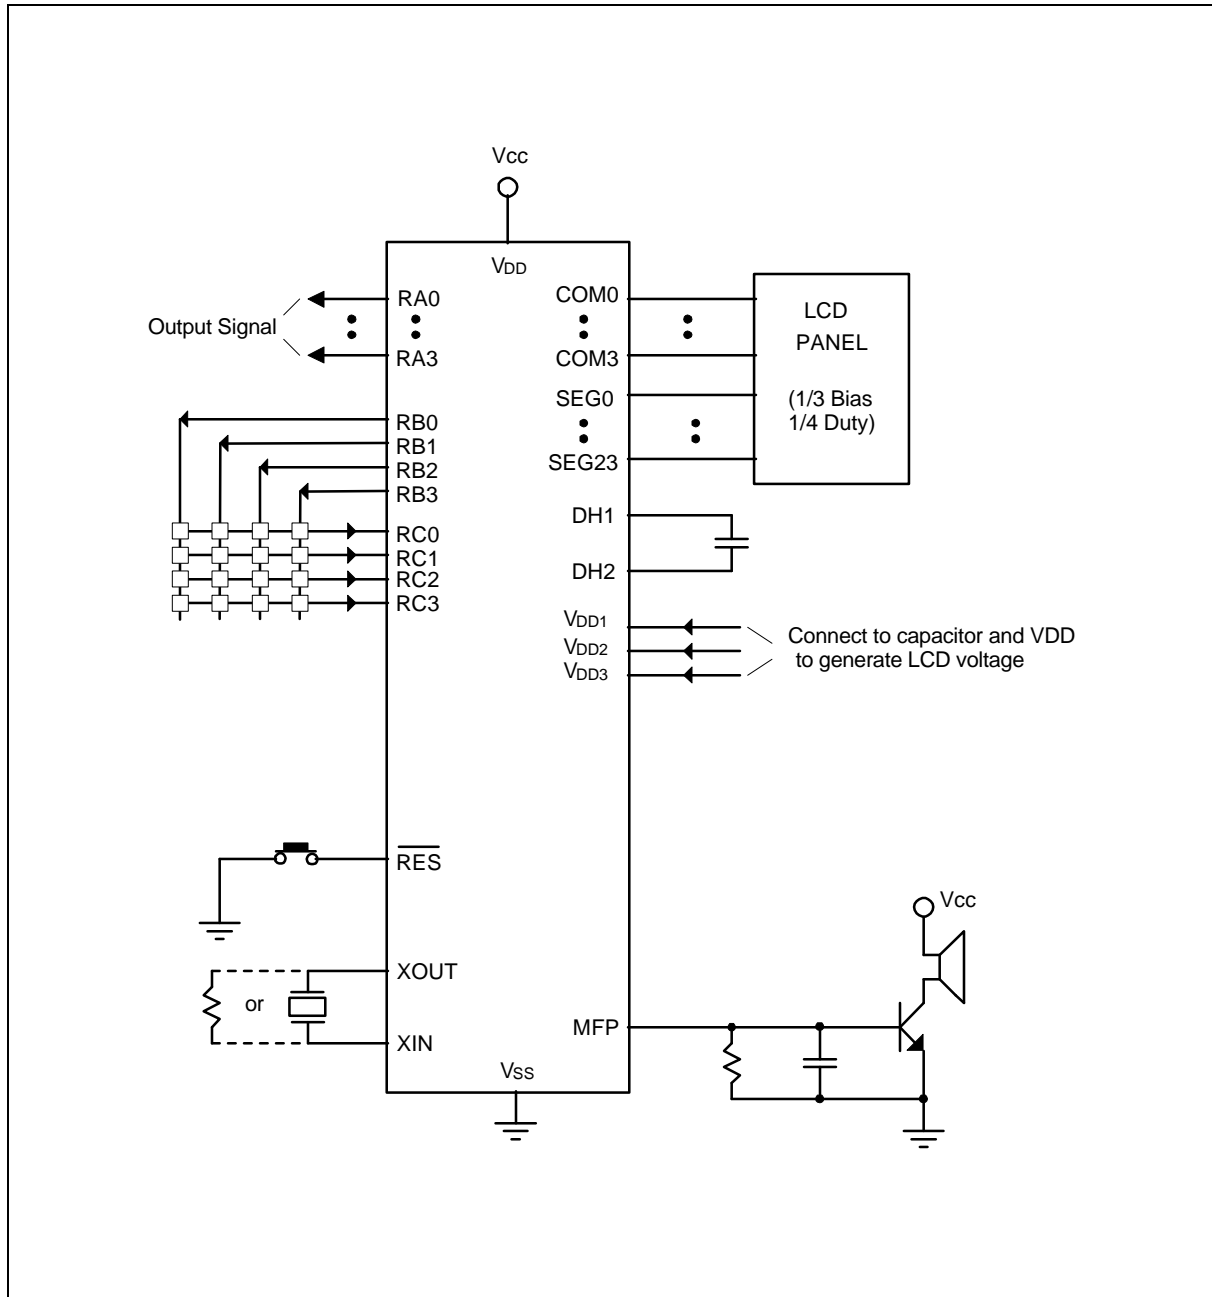 Vcc
VDD
Output Signal
RA0
RA3
RB0
RB1
RB2
RB3
RC0
RC1
RC2
RC3
RES
XOUT
or
XIN
VSS
COM0
COM3
SEG0
SEG23
LCD
PANEL
(1/3 Bias
1/4 Duty)
DH1
DH2
VDD1
VDD2
VDD3
Connect to capacitor and VDD
to generate LCD voltage
Vcc
MFP